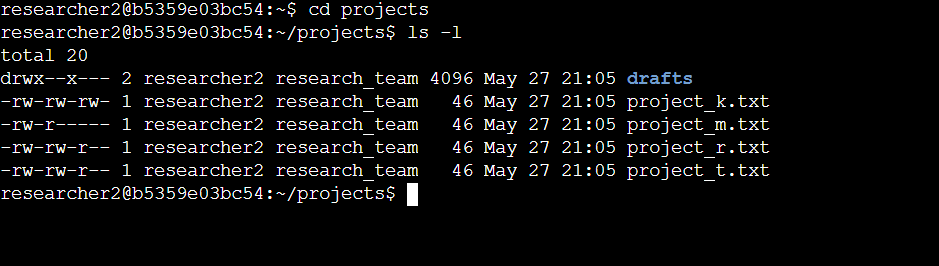 researcher2@b5359e03bc54:~$ cd projects
researcher2@b5359e03bc54:~/projects$ ls -l
total 20
drwx--x--- 2 researcher2 research_team 4096 May 27 21:05 drafts
-rw-rw-rw- 1 researcher2 research_team   46 May 27 21:05 project_k.txt
-rw-r----- 1 researcher2 research_team   46 May 27 21:05 project_m.txt
-rw-rw-r-- 1 researcher2 research_team   46 May 27 21:05 project_r.txt
-rw-rw-r-- 1 researcher2 research_team   46 May 27 21:05 project_t.txt
researcher2@b5359e03bc54:~/projects$